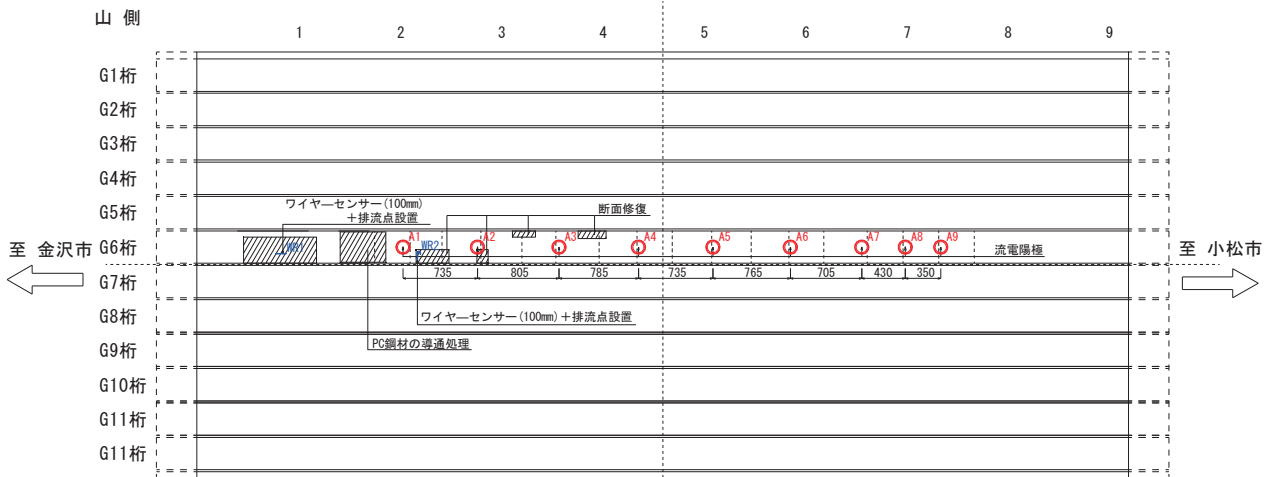 山 側
1 2 3 4 5 6 7 8 9
G1桁
G2桁
G3桁
G4桁
G5桁
ワイヤ―センサー(100mm)
＋排流点設置
断面修復
至 金沢市
G6桁
WR1
A1
WR2
A2
A3
A4
A5
A6
A7
A8
A9
流電陽極
至 小松市
735 805 785 735 765 705 430 350
G7桁
G8桁
ワイヤ―センサー(100mm)＋排流点設置
G9桁
PC鋼材の導通処理
G10桁
G11桁
G11桁